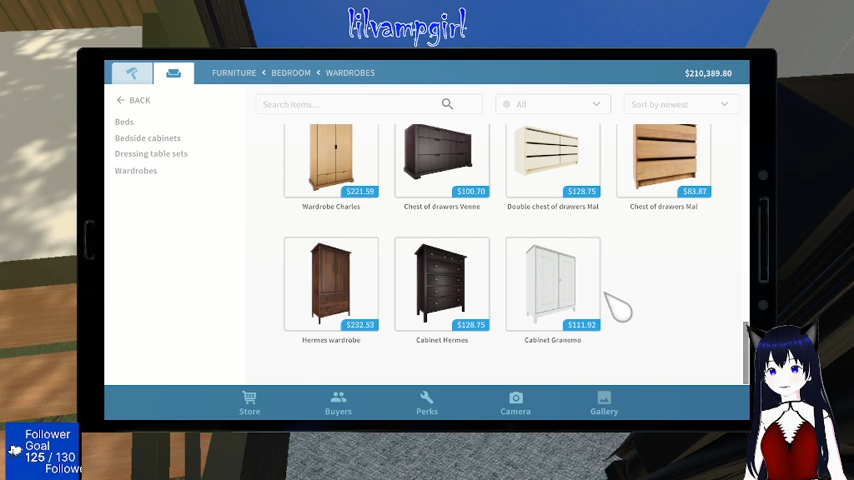 lilvampgirl
FURNITURE < BEDROOM < WARDROBES
$210,389.80
BACK
Search items...
All
Sort by newest
Beds
Bedside cabinets
Dressing table sets
Wardrobes
$221.59
$100.70
$128.75
$83.87
Wardrobe Charles
Chest of drawers Venne
Double chest of drawers Mal
Chest of drawers Mal
$232.53
$128.75
$111.92
Hermes wardrobe
Cabinet Hermes
Cabinet Granemo
Store
Buyers
Perks
Camera
Gallery
Follower
Goal
125 / 130
Followe